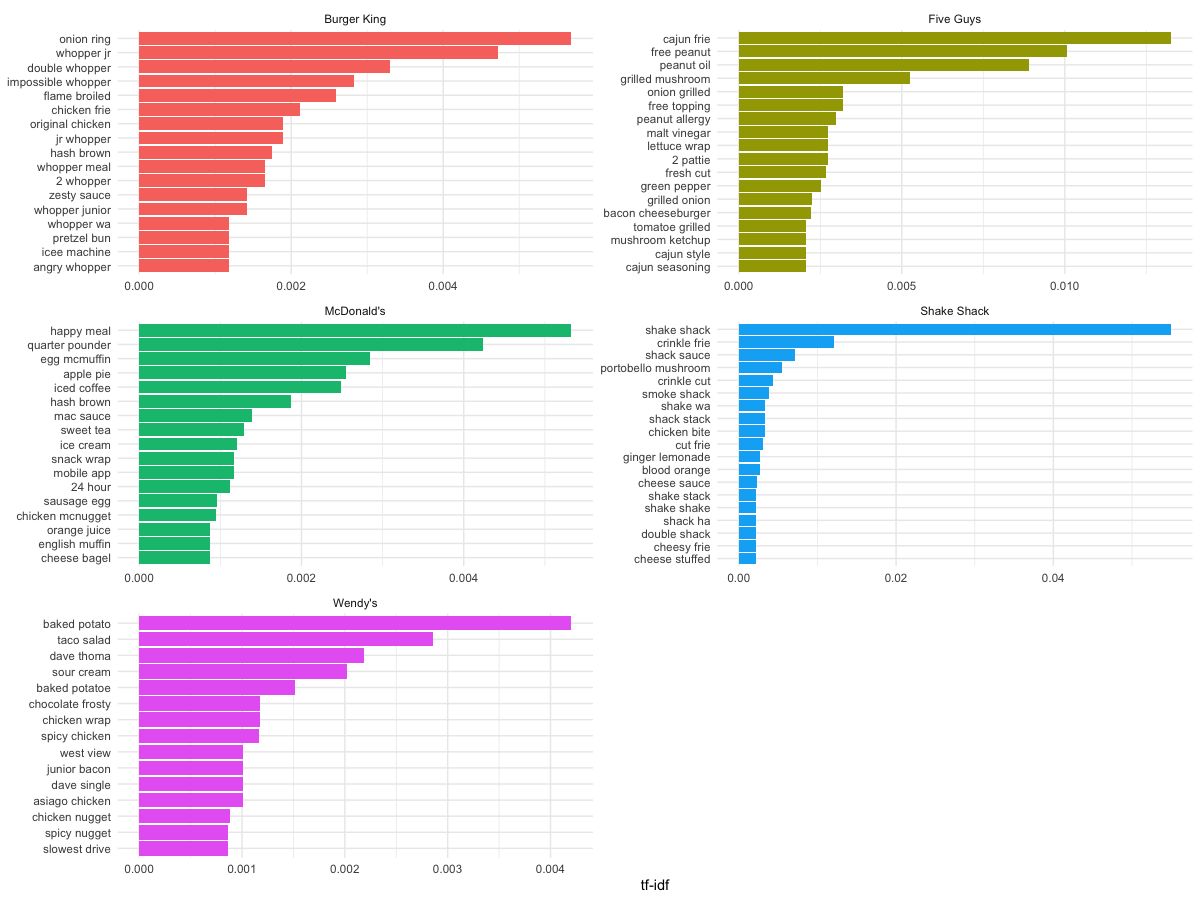 Burger King
onion ring
whopper jr
double whopper
impossible whopper
flame broiled
chicken frie
original chicken
jr whopper
hash brown
whopper meal
2 whopper
zesty sauce
whopper junior
whopper wa
pretzel bun
icee machine
angry whopper
0.000 0.002 0.004
Five Guys
cajun frie
free peanut
peanut oil
grilled mushroom
onion grilled
free topping
peanut allergy
malt vinegar
lettuce wrap
2 pattie
fresh cut
green pepper
grilled onion
bacon cheeseburger
tomatoe grilled
mushroom ketchup
cajun style
cajun seasoning
0.000 0.005 0.010
McDonald's
happy meal
quarter pounder
egg mcmuffin
apple pie
iced coffee
hash brown
mac sauce
sweet tea
ice cream
snack wrap
mobile app
24 hour
sausage egg
chicken mcnugget
orange juice
english muffin
cheese bagel
0.000 0.002 0.004
Shake Shack
shake shack
crinkle frie
shack sauce
portobello mushroom
crinkle cut
smoke shack
shake wa
shack stack
chicken bite
cut frie
ginger lemonade
blood orange
cheese sauce
shake stack
shake shake
shack ha
double shack
cheesy frie
cheese stuffed
0.00 0.02 0.04
Wendy's
baked potato
taco salad
dave thoma
sour cream
baked potatoe
chocolate frosty
chicken wrap
spicy chicken
west view
junior bacon
dave single
asiago chicken
chicken nugget
spicy nugget
slowest drive
0.000 0.001 0.002 0.003 0.004
tf-idf